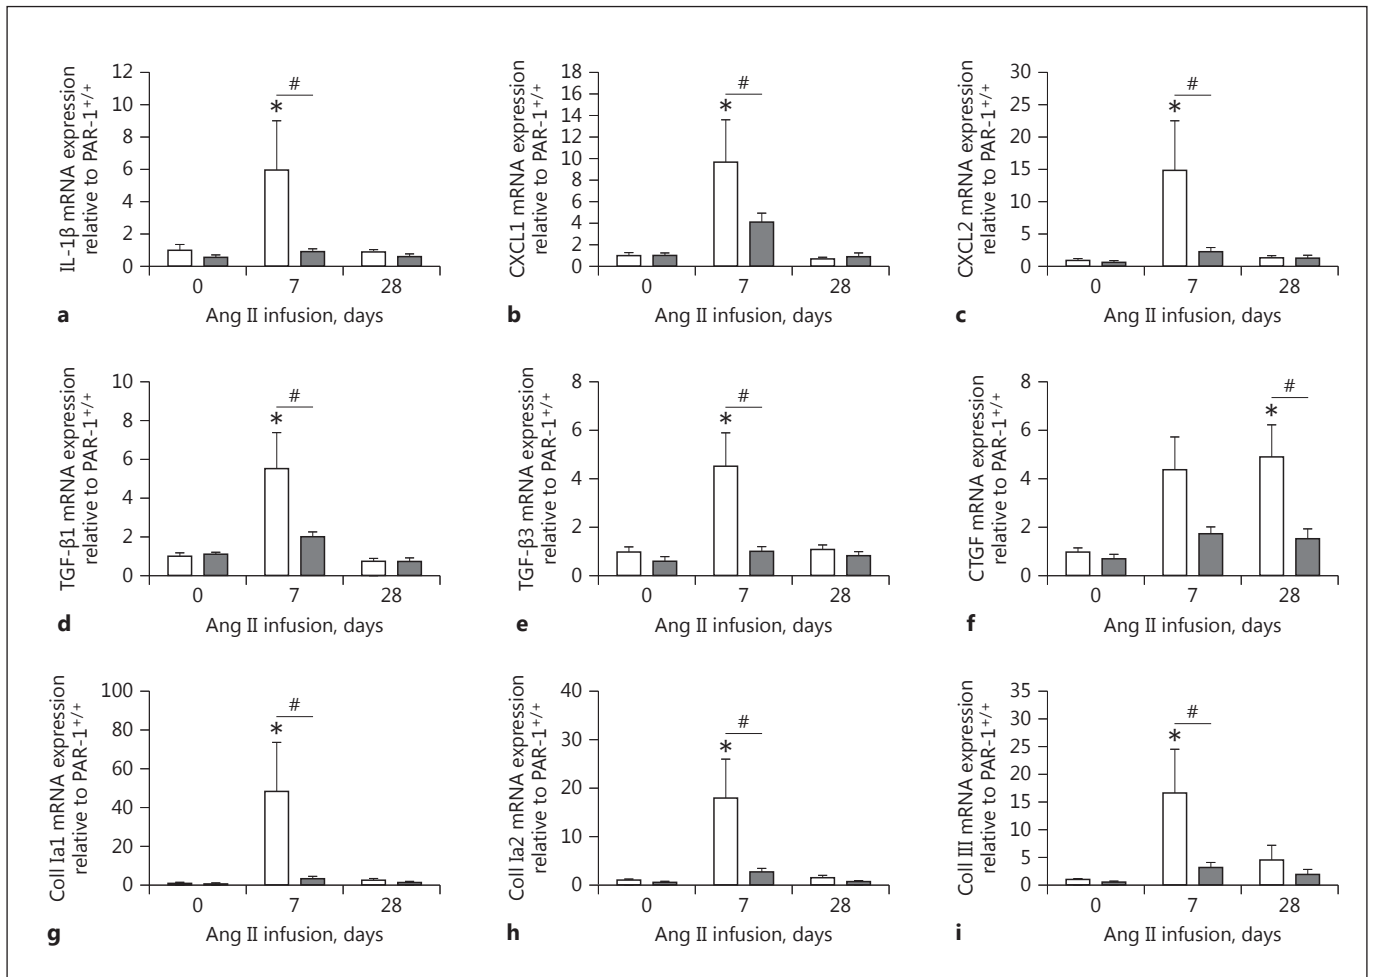 IL-1β mRNA expression
relative to PAR-1+/+
12
10
8
6
4
2
0
*
#
0 7 28
Ang II infusion, days
a
CXCL1 mRNA expression
relative to PAR-1+/+
18
16
14
12
10
8
6
4
2
0
*
#
0 7 28
Ang II infusion, days
b
CXCL2 mRNA expression
relative to PAR-1+/+
30
25
20
15
10
5
0
*
#
0 7 28
Ang II infusion, days
c
TGF-β1 mRNA expression
relative to PAR-1+/+
10
8
6
4
2
0
*
#
0 7 28
Ang II infusion, days
d
TGF-β3 mRNA expression
relative to PAR-1+/+
8
6
4
2
0
*
#
0 7 28
Ang II infusion, days
e
CTGF mRNA expression
relative to PAR-1+/+
8
6
4
2
0
*
#
0 7 28
Ang II infusion, days
f
Coll Ia1 mRNA expression
relative to PAR-1+/+
100
80
60
40
20
0
*
#
0 7 28
Ang II infusion, days
g
Coll Ia2 mRNA expression
relative to PAR-1+/+
40
30
20
10
0
*
#
0 7 28
Ang II infusion, days
h
Coll III mRNA expression
relative to PAR-1+/+
35
30
25
20
15
10
5
0
*
#
0 7 28
Ang II infusion, days
i